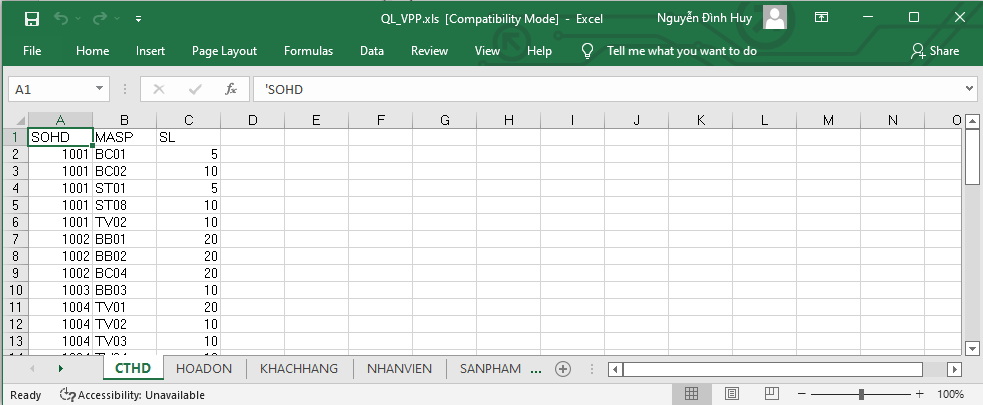 QL_VPP.xls [Compatibility Mode] - Excel Nguyễn Đình Huy
File Home Insert Page Layout Formulas Data Review View Help Tell me what you want to do Share
A1 fx 'SOHD
A B C D E F G H I J K L M N O
1 SOHD MASP SL
2 1001 BC01 5
3 1001 BC02 10
4 1001 ST01 5
5 1001 ST08 10
6 1001 TV02 10
7 1002 BB01 20
8 1002 BB02 20
9 1002 BC04 20
10 1003 BB03 10
11 1004 TV01 20
12 1004 TV02 10
13 1004 TV03 10
CTHD HOADON KHACHHANG NHANVIEN SANPHAM ...
Ready Accessibility: Unavailable 100%